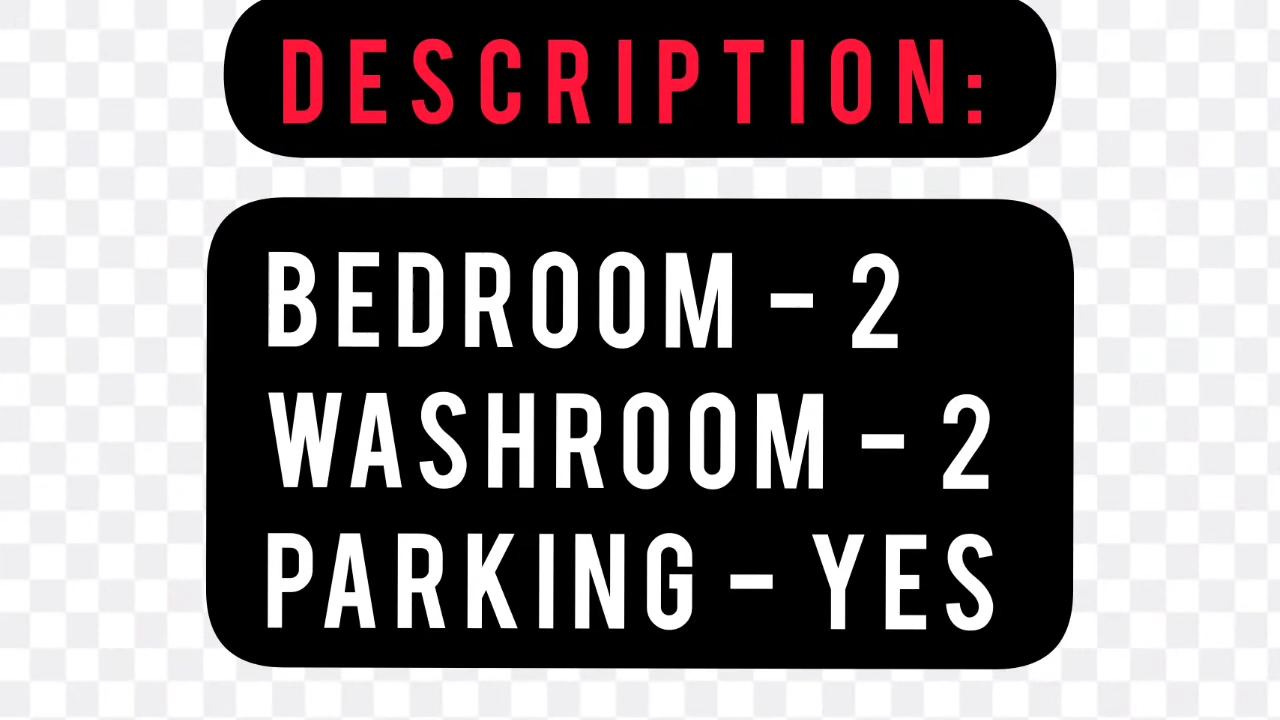 DESCRIPTION:
BEDROOM - 2
WASHROOM - 2
PARKING - YES